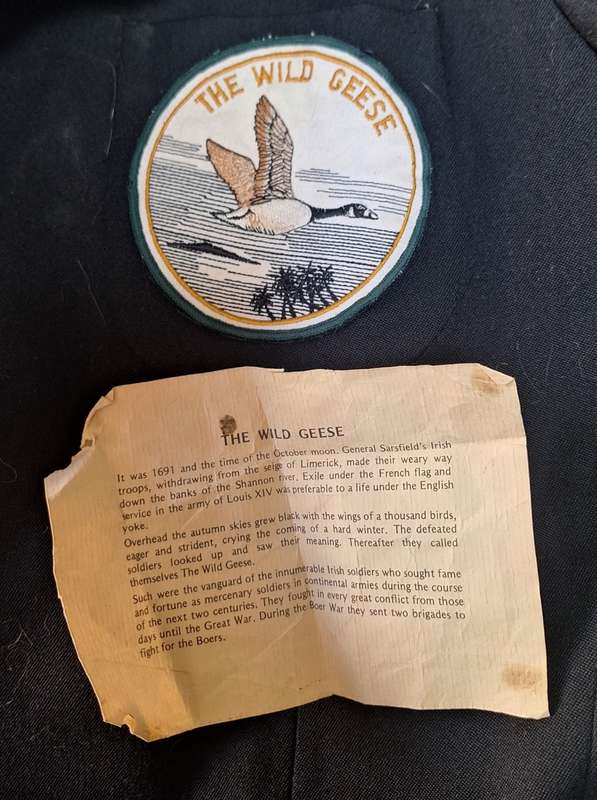 THE WILD GEESE
THE WILD GEESE
It was 1691 and the time of the October moon. General Sarsfield's Irish
troops, withdrawing from the seige of Limerick, made their weary way
down the banks of the Shannon river. Exile under the French flag and
service in the army of Louis XIV was preferable to a life under the English
yoke.
Overhead the autumn skies grew black with the wings of a thousand birds,
eager and strident, crying the coming of a hard winter. The defeated
soldiers looked up and saw their meaning. Thereafter they called
themselves The Wild Geese.
Such were the vanguard of the innumerable Irish soldiers who sought fame
and fortune as mercenary soldiers in continental armies during the course
of the next two centuries. They fought in every great conflict from those
days until the Great War. During the Boer War they sent two brigades to
fight for the Boers.